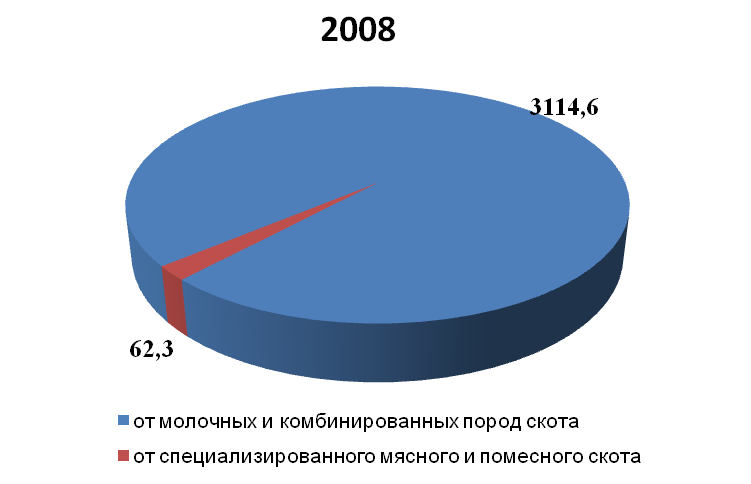 2008
3114,6
62,3
от молочных и комбинированных пород скота
от специализированного мясного и помесного скота